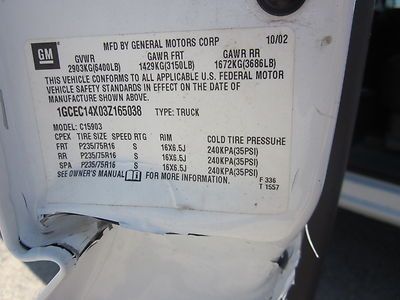 MFD BY GENERAL MOTORS CORP 10/02
GM
GVWR GAWR FRT GAWR RR
2903KG(6400LB) 1429KG(3150LB) 1672KG(3686LB)
THIS VEHICLE CONFORMS TO ALL APPLICABLE U.S. FEDERAL MOTOR
VEHICLE SAFETY STANDARDS IN EFFECT ON THE DATE OF
MANUFACTURE SHOWN ABOVE.
1GCEC14X03Z165038 TYPE: TRUCK
MODEL: C15903
CPEX TIRE SIZE SPEED RTG RIM COLD TIRE PRESSURE
FRT P235/75R16 S 16X6.5J 240KPA(35PSI)
RR P235/75R16 S 16X6.5J 240KPA(35PSI)
SPA P235/75R16 S 16X6.5J 240KPA(35PSI)
SEE OWNER'S MANUAL FOR MORE INFORMATION.
F 336
T 1557